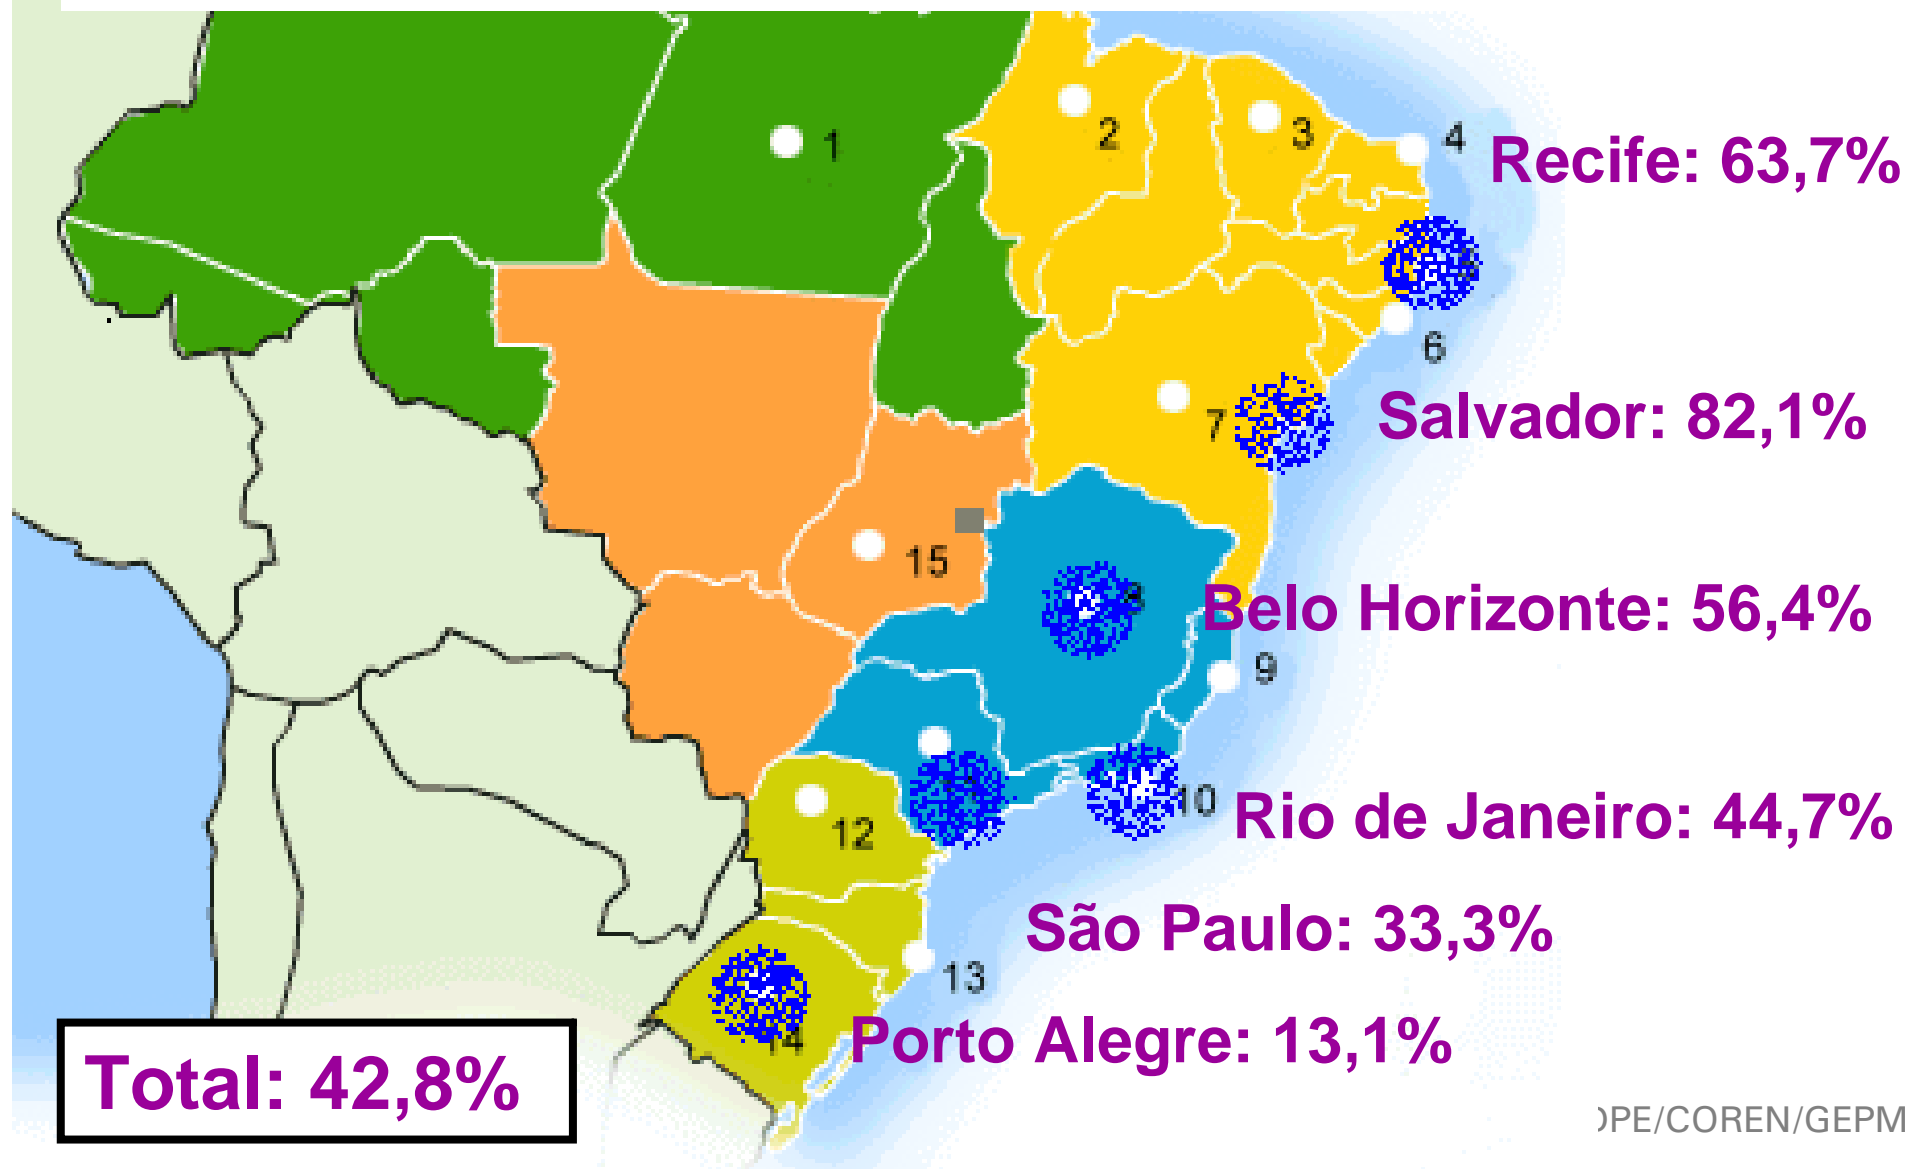 1
2
3
4
Recife: 63,7%
6
7
Salvador: 82,1%
15
Belo Horizonte: 56,4%
9
10
Rio de Janeiro: 44,7%
12
São Paulo: 33,3%
13
14
Porto Alegre: 13,1%
Total: 42,8%
DPE/COREN/GEPM